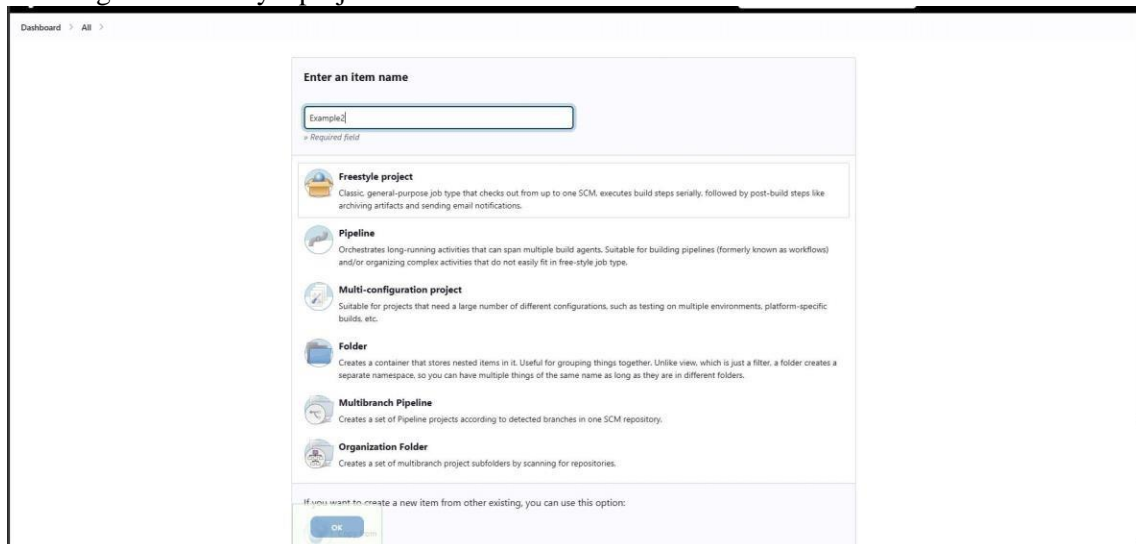 Dashboard > All >
Enter an item name
Example2
» Required field
Freestyle project
Classic, general-purpose job type that checks out from up to one SCM, executes build steps serially, followed by post-build steps like
archiving artifacts and sending email notifications.
Pipeline
Orchestrates long-running activities that can span multiple build agents. Suitable for building pipelines (formerly known as workflows)
and/or organizing complex activities that do not easily fit in free-style job type.
Multi-configuration project
Suitable for projects that need a large number of different configurations, such as testing on multiple environments, platform-specific
builds, etc.
Folder
Creates a container that stores nested items in it. Useful for grouping things together. Unlike view, which is just a filter, a folder creates a
separate namespace, so you can have multiple things of the same name as long as they are in different folders.
Multibranch Pipeline
Creates a set of Pipeline projects according to detected branches in one SCM repository.
Organization Folder
Creates a set of multibranch project subfolders by scanning for repositories.
If you want to create a new item from other existing, you can use this option:
OK